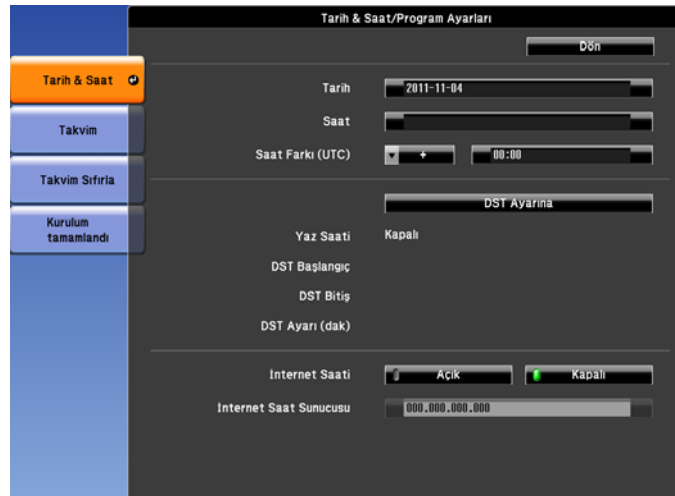 Tarih & Saat/Program Ayarları
Dön
Tarih & Saat
Takvim
Takvim Sıfırla
Kurulum
tamamlandı
Tarih 2011-11-04
Saat
Saat Farkı (UTC) + 00:00
DST Ayarına
Yaz Saati Kapalı
DST Başlangıç
DST Bitiş
DST Ayarı (dak)
İnternet Saati Açık Kapalı
İnternet Saat Sunucusu 000.000.000.000